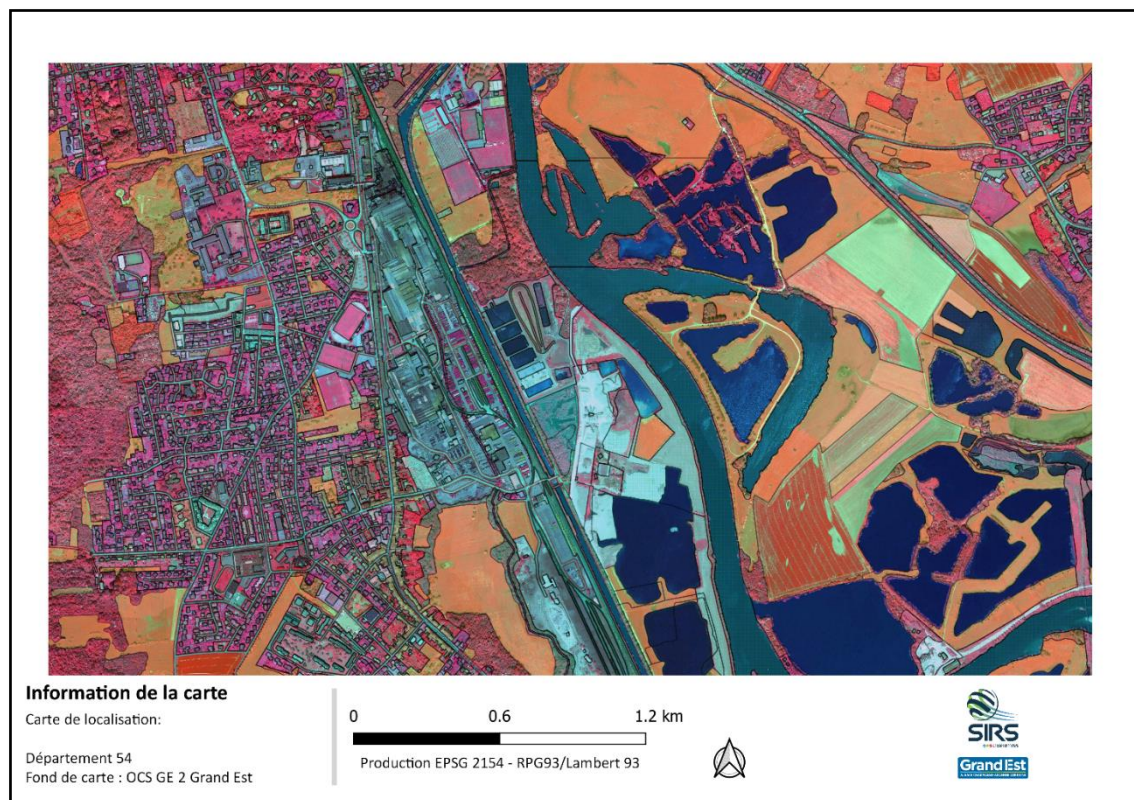 Information de la carte
Carte de localisation:
Département 54
Fond de carte : OCS GE 2 Grand Est
0 0.6 1.2 km
Production EPSG 2154 - RPG93/Lambert 93
SIRS
Grand Est